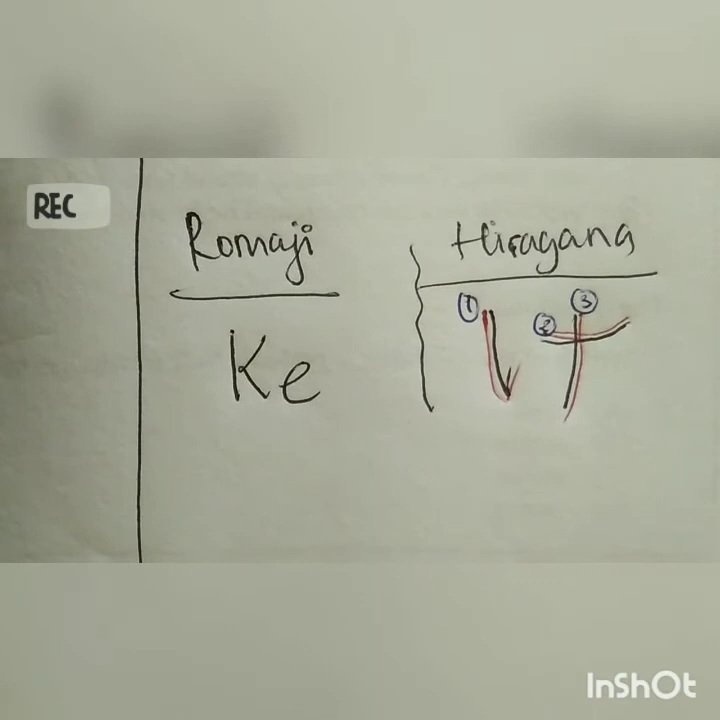 REC
Romaji Hiragana
Ke ① ② ③ け
InShOt